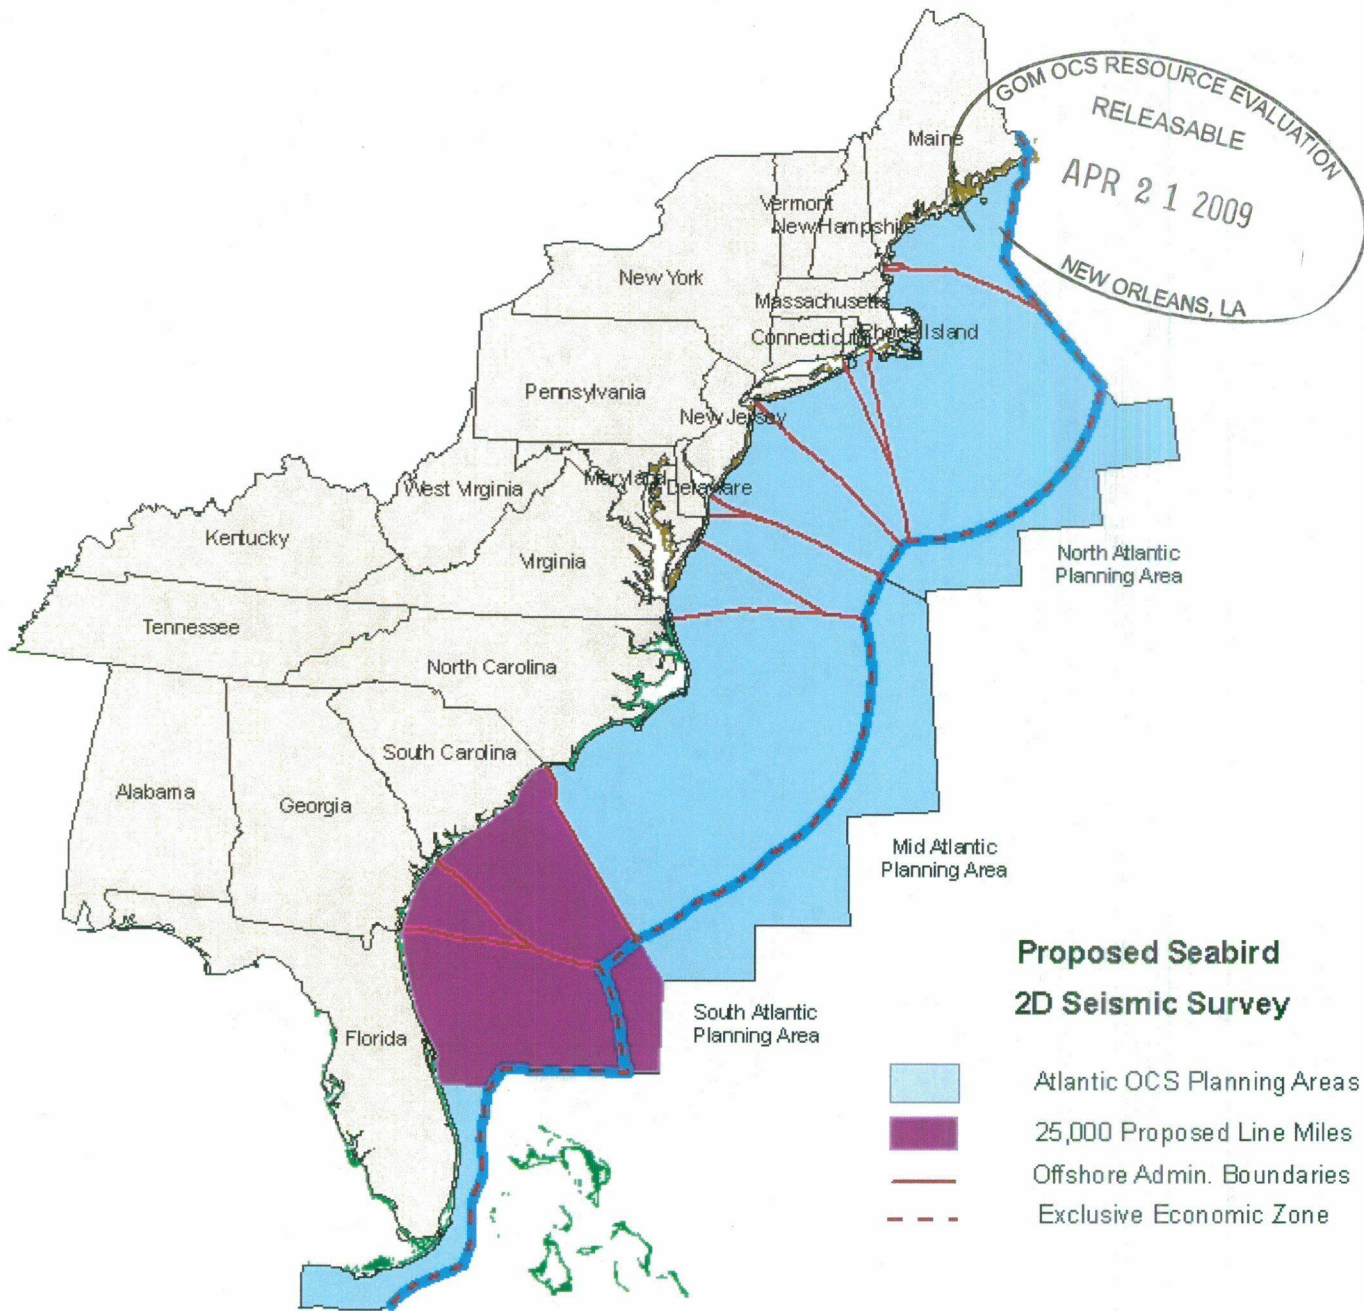 GOM OCS RESOURCE EVALUATION
RELEASABLE
APR 21 2009
NEW ORLEANS, LA
Maine
Vermont
New Hampshire
New York
Massachusetts
Connecticut
Rhode Island
Pennsylvania
New Jersey
Maryland
Delaware
West Virginia
Kentucky
Virginia
North Atlantic
Planning Area
Tennessee
North Carolina
South Carolina
Alabama
Georgia
Mid Atlantic
Planning Area
Proposed Seabird
2D Seismic Survey
South Atlantic
Planning Area
Florida
Atlantic OCS Planning Areas
25,000 Proposed Line Miles
Offshore Admin. Boundaries
Exclusive Economic Zone